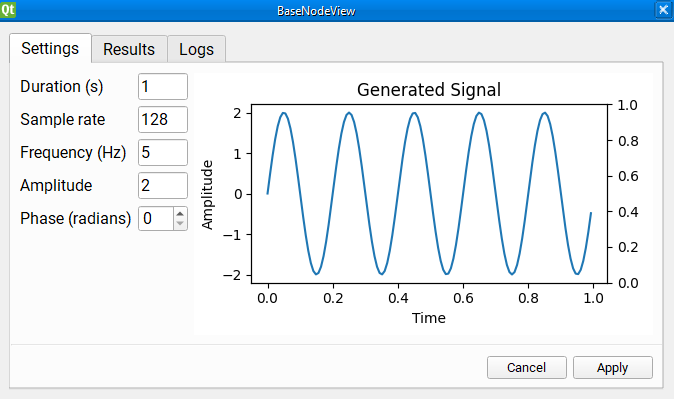 Qt BaseNodeView
Settings Results Logs
Duration (s) 1
Sample rate 128
Frequency (Hz) 5
Amplitude 2
Phase (radians) 0
Generated Signal
2
1
0
−1
−2
Amplitude
1.0
0.8
0.6
0.4
0.2
0.0
0.0 0.2 0.4 0.6 0.8 1.0
Time
Cancel Apply